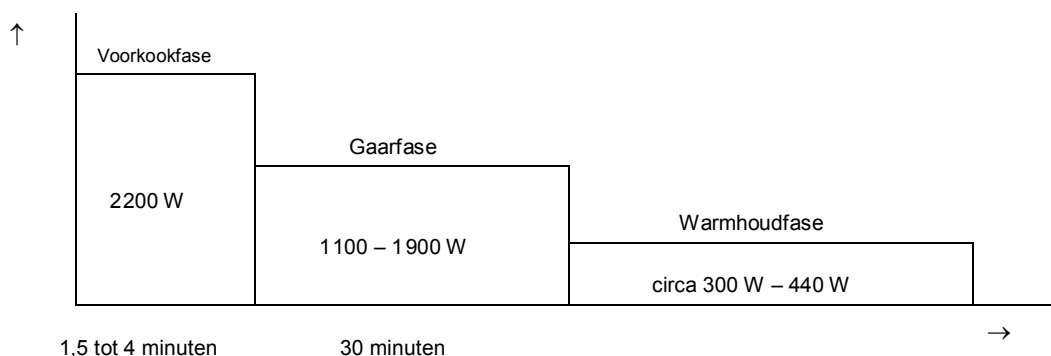 ↑
Voorkookfase
Gaarfase
2200 W
Warmhoudfase
1100 – 1900 W
circa 300 W – 440 W
→
1,5 tot 4 minuten 30 minuten